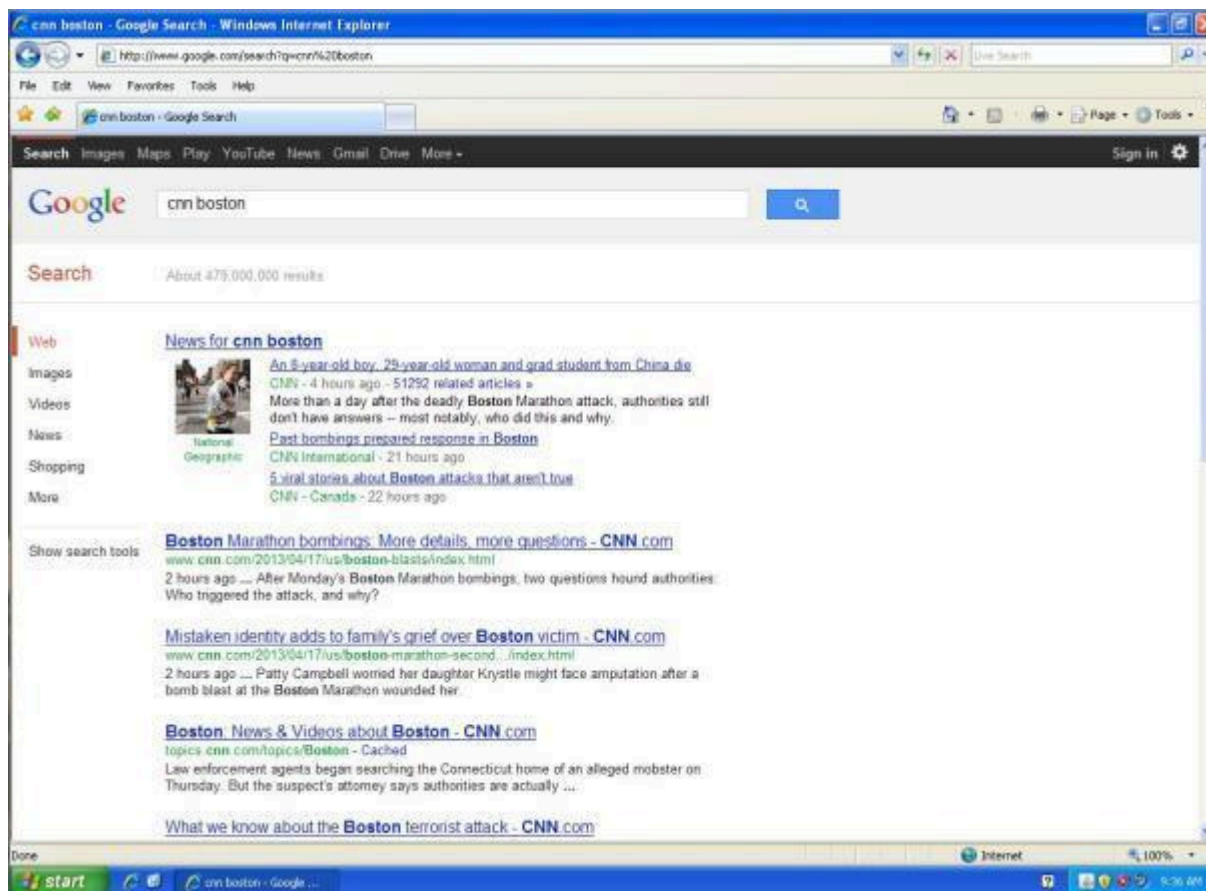 cnn boston - Google Search - Windows Internet Explorer
http://www.google.com/search?q=cnn%20boston
Live Search
File Edit View Favorites Tools Help
cnn boston - Google Search
Page Tools
Search Images Maps Play YouTube News Gmail Drive More
Sign in
Google
cnn boston
Search
About 479,000,000 results
Web
Images
Videos
News
Shopping
More
Show search tools
News for cnn boston
An 8-year-old boy, 29-year-old woman and grad student from China die
CNN - 4 hours ago - 51292 related articles »
More than a day after the deadly Boston Marathon attack, authorities still
don't have answers -- most notably, who did this and why.
National
Geographic
Past bombings prepared response in Boston
CNN International - 21 hours ago
5 viral stories about Boston attacks that aren't true
CNN - Canada - 22 hours ago
Boston Marathon bombings: More details, more questions - CNN.com
www.cnn.com/2013/04/17/us/boston-blasts/index.html
2 hours ago ... After Monday's Boston Marathon bombings, two questions hound authorities:
Who triggered the attack, and why?
Mistaken identity adds to family's grief over Boston victim - CNN.com
www.cnn.com/2013/04/17/us/boston-marathon-second.../index.html
2 hours ago ... Patty Campbell worried her daughter Krystle might face amputation after a
bomb blast at the Boston Marathon wounded her.
Boston: News & Videos about Boston - CNN.com
topics.cnn.com/topics/Boston - Cached
Law enforcement agents began searching the Connecticut home of an alleged mobster on
Thursday. But the suspect's attorney says authorities are actually ...
What we know about the Boston terrorist attack - CNN.com
Done
Internet
100%
start
cnn boston - Google ...
9:36 AM